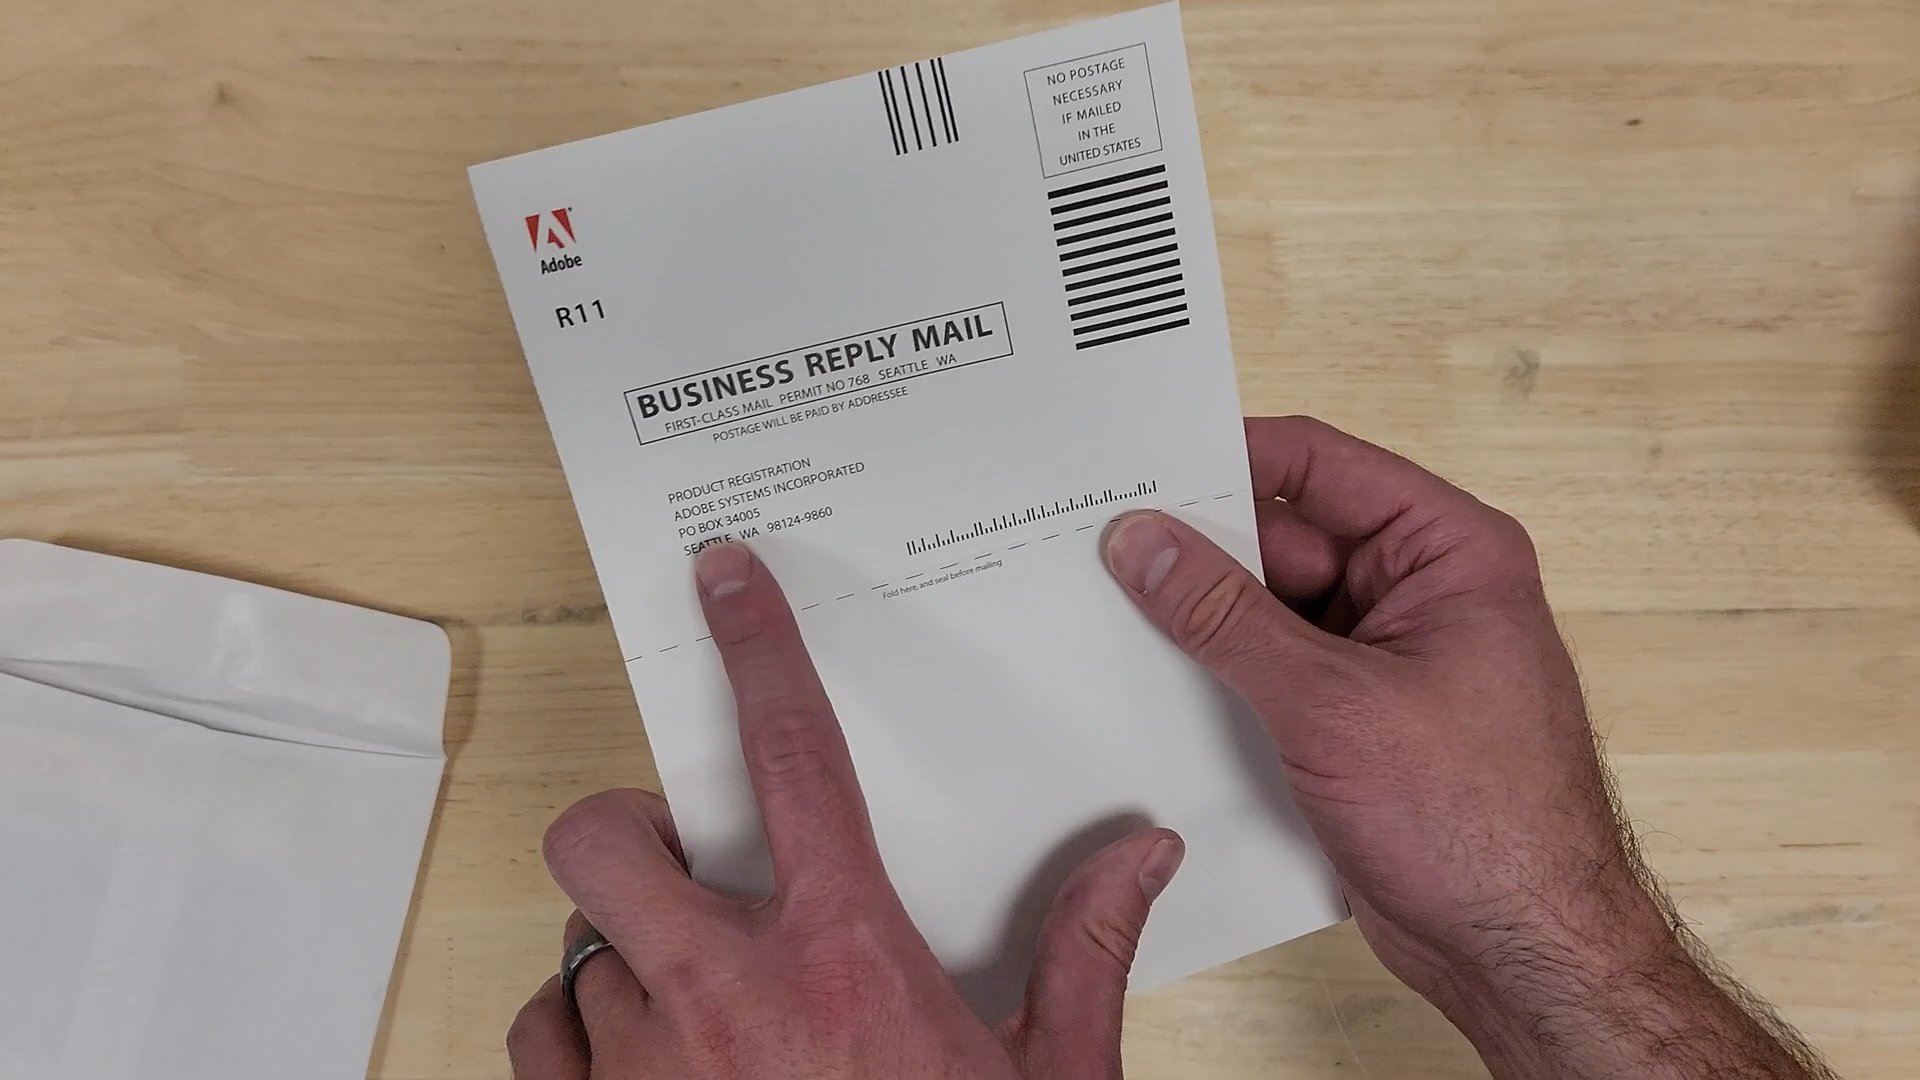 NO POSTAGE
NECESSARY
IF MAILED
IN THE
UNITED STATES
Adobe
R11
BUSINESS REPLY MAIL
FIRST-CLASS MAIL PERMIT NO 768 SEATTLE WA
POSTAGE WILL BE PAID BY ADDRESSEE
PRODUCT REGISTRATION
ADOBE SYSTEMS INCORPORATED
PO BOX 34005
SEATTLE WA 98124-9860
Fold here, and seal before mailing